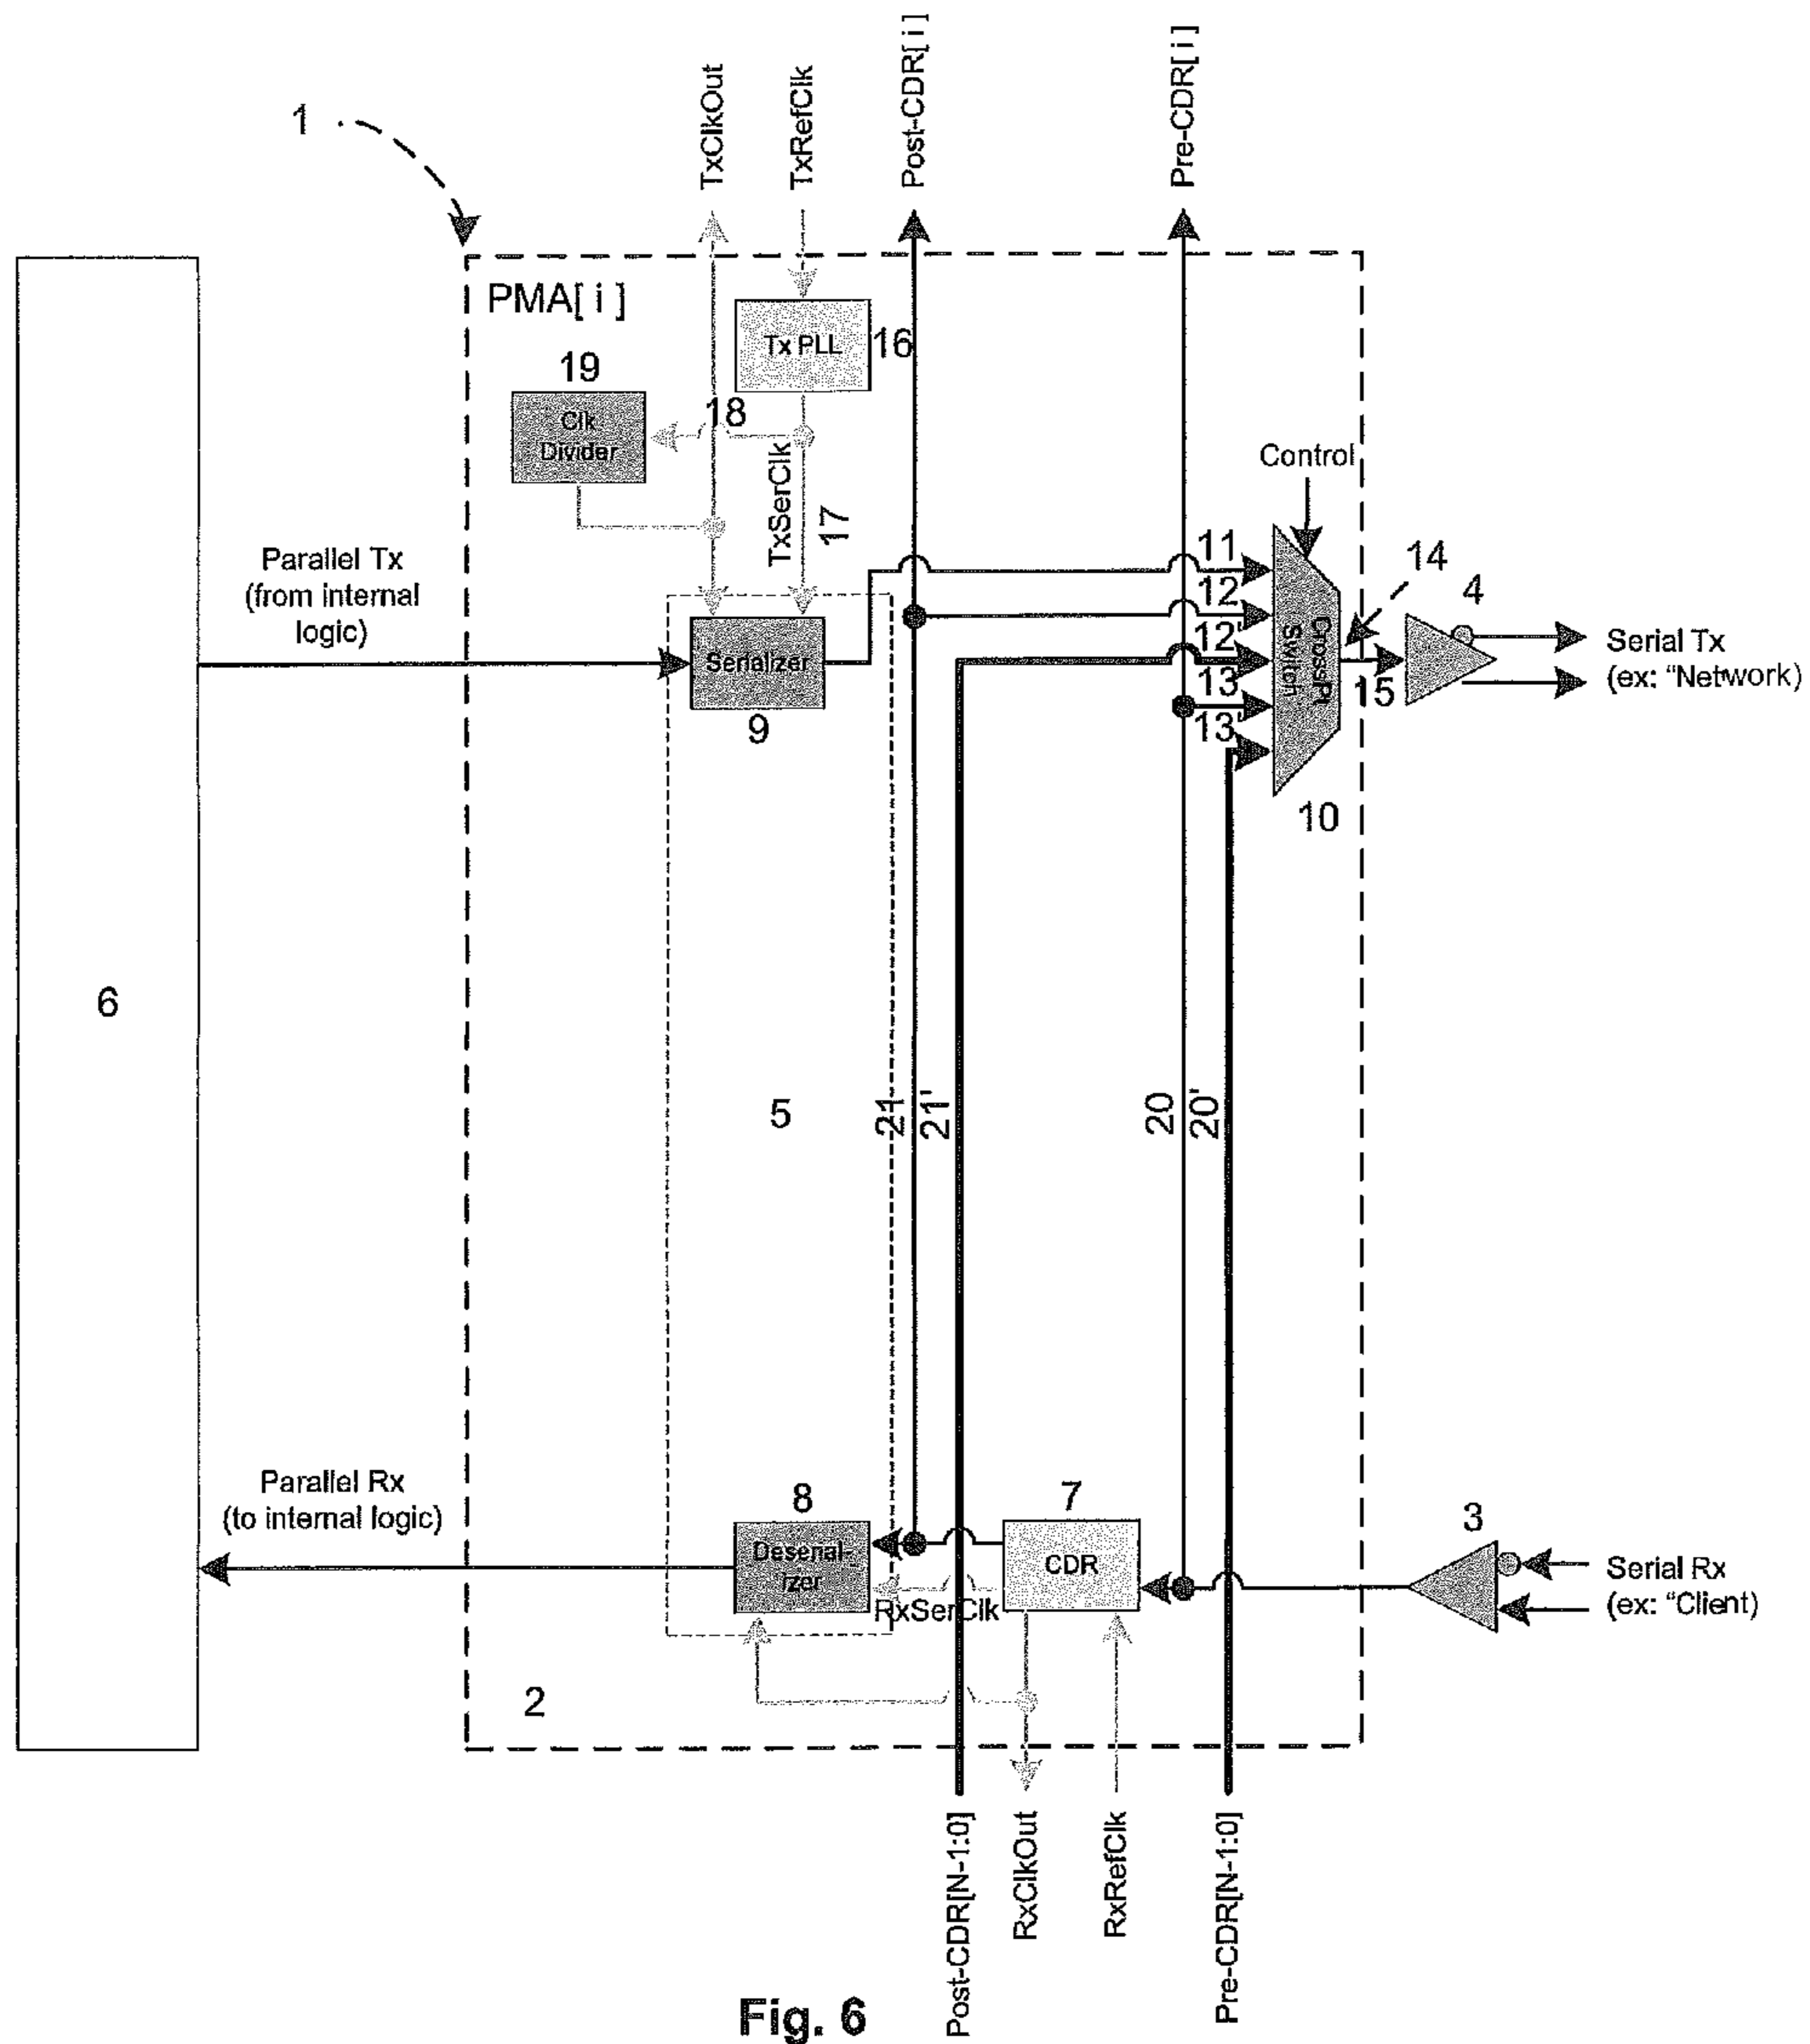 TxClkOut
TxRefClk
Post-CDR[ i ]
Pre-CDR[ i ]
1
PMA[ i ]
Tx PLL
16
19
Clk
Divider
18
TxSerClk
17
Control
Parallel Tx
(from internal
logic)
11
12
12'
13
13'
CrossPt
Switch
14
4
Serial Tx
(ex: "Network)
15
Serializer
9
10
6
5
21
21'
20
20'
Parallel Rx
(to internal logic)
8
Deserial-
izer
7
CDR
RxSerClk
3
Serial Rx
(ex: "Client)
2
Post-CDR[N-1:0]
RxClkOut
RxRefClk
Pre-CDR[N-1:0]
Fig. 6